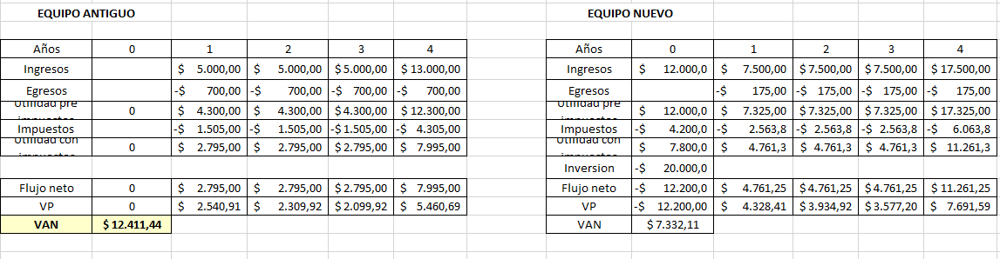 EQUIPO ANTIGUO EQUIPO NUEVO
Años 0 1 2 3 4 Años 0 1 2 3 4
Ingresos $ 5.000,00 $ 5.000,00 $ 5.000,00 $ 13.000,00 Ingresos $ 12.000,0 $ 7.500,00 $ 7.500,00 $ 7.500,00 $ 17.500,00
Egresos -$ 700,00 -$ 700,00 -$ 700,00 -$ 700,00 Egresos -$ 175,00 -$ 175,00 -$ 175,00 -$ 175,00
Utilidad pre impuestos 0 $ 4.300,00 $ 4.300,00 $ 4.300,00 $ 12.300,00 Utilidad pre impuestos $ 12.000,0 $ 7.325,00 $ 7.325,00 $ 7.325,00 $ 17.325,00
Impuestos -$ 1.505,00 -$ 1.505,00 -$ 1.505,00 -$ 4.305,00 Impuestos -$ 4.200,0 -$ 2.563,8 -$ 2.563,8 -$ 2.563,8 -$ 6.063,8
Utilidad con impuestos 0 $ 2.795,00 $ 2.795,00 $ 2.795,00 $ 7.995,00 Utilidad con impuestos $ 7.800,0 $ 4.761,3 $ 4.761,3 $ 4.761,3 $ 11.261,3
Inversion -$ 20.000,0
Flujo neto 0 $ 2.795,00 $ 2.795,00 $ 2.795,00 $ 7.995,00 Flujo neto -$ 12.200,0 $ 4.761,25 $ 4.761,25 $ 4.761,25 $ 11.261,25
VP 0 $ 2.540,91 $ 2.309,92 $ 2.099,92 $ 5.460,69 VP -$ 12.200,00 $ 4.328,41 $ 3.934,92 $ 3.577,20 $ 7.691,59
VAN $ 12.411,44 VAN $ 7.332,11